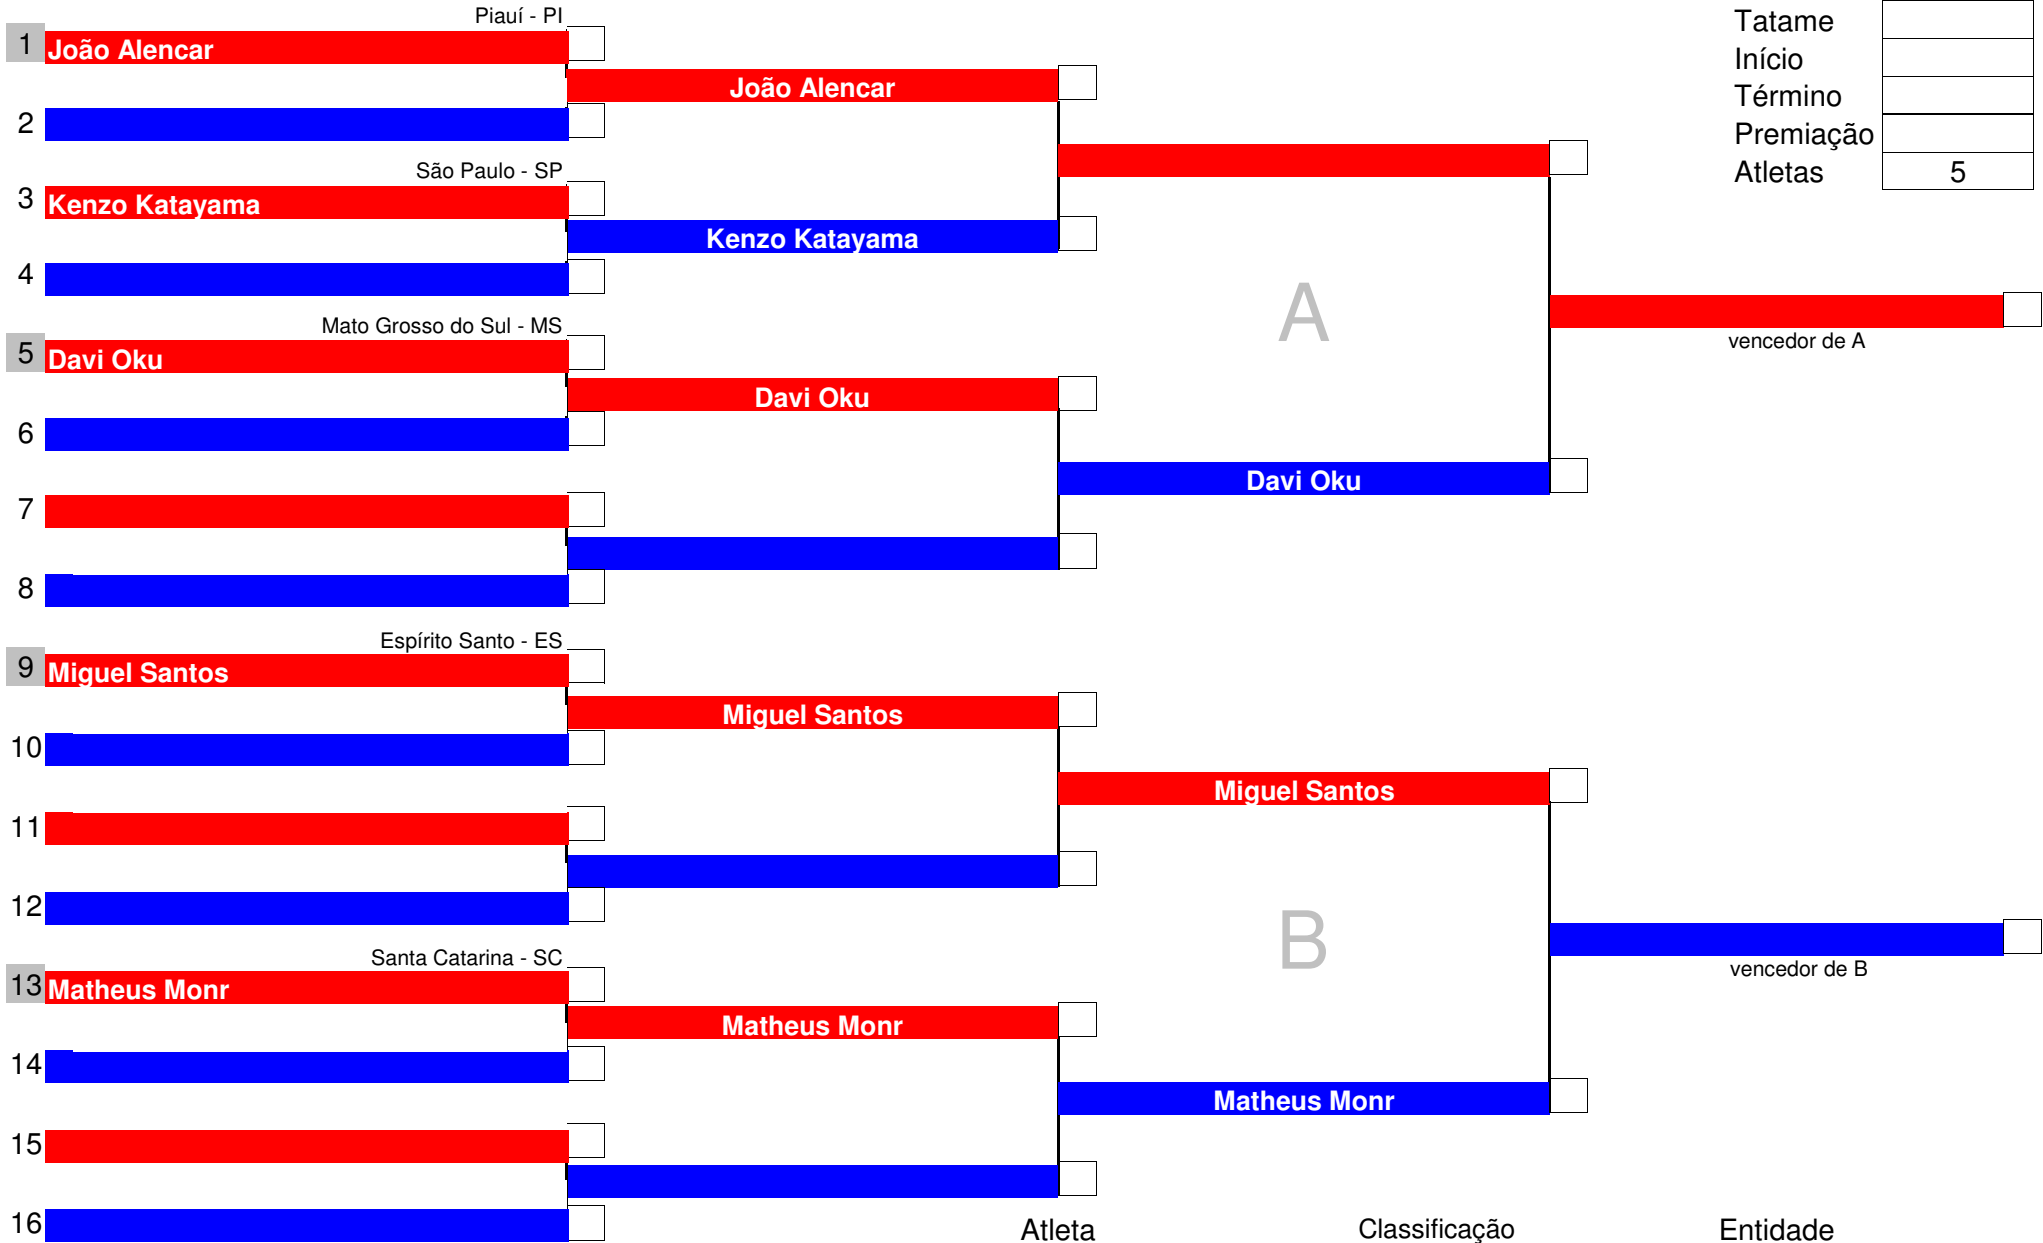 Piauí - PI
1 João Alencar
João Alencar
2
São Paulo - SP
3 Kenzo Katayama
Kenzo Katayama
4
Mato Grosso do Sul - MS
5 Davi Oku
Davi Oku
6
Davi Oku
7
8
A
vencedor de A
Espírito Santo - ES
9 Miguel Santos
Miguel Santos
10
Miguel Santos
11
12
B
vencedor de B
Santa Catarina - SC
13 Matheus Monr
Matheus Monr
14
Matheus Monr
15
16
Tatame
Início
Término
Premiação
Atletas 5
Atleta Classificação Entidade